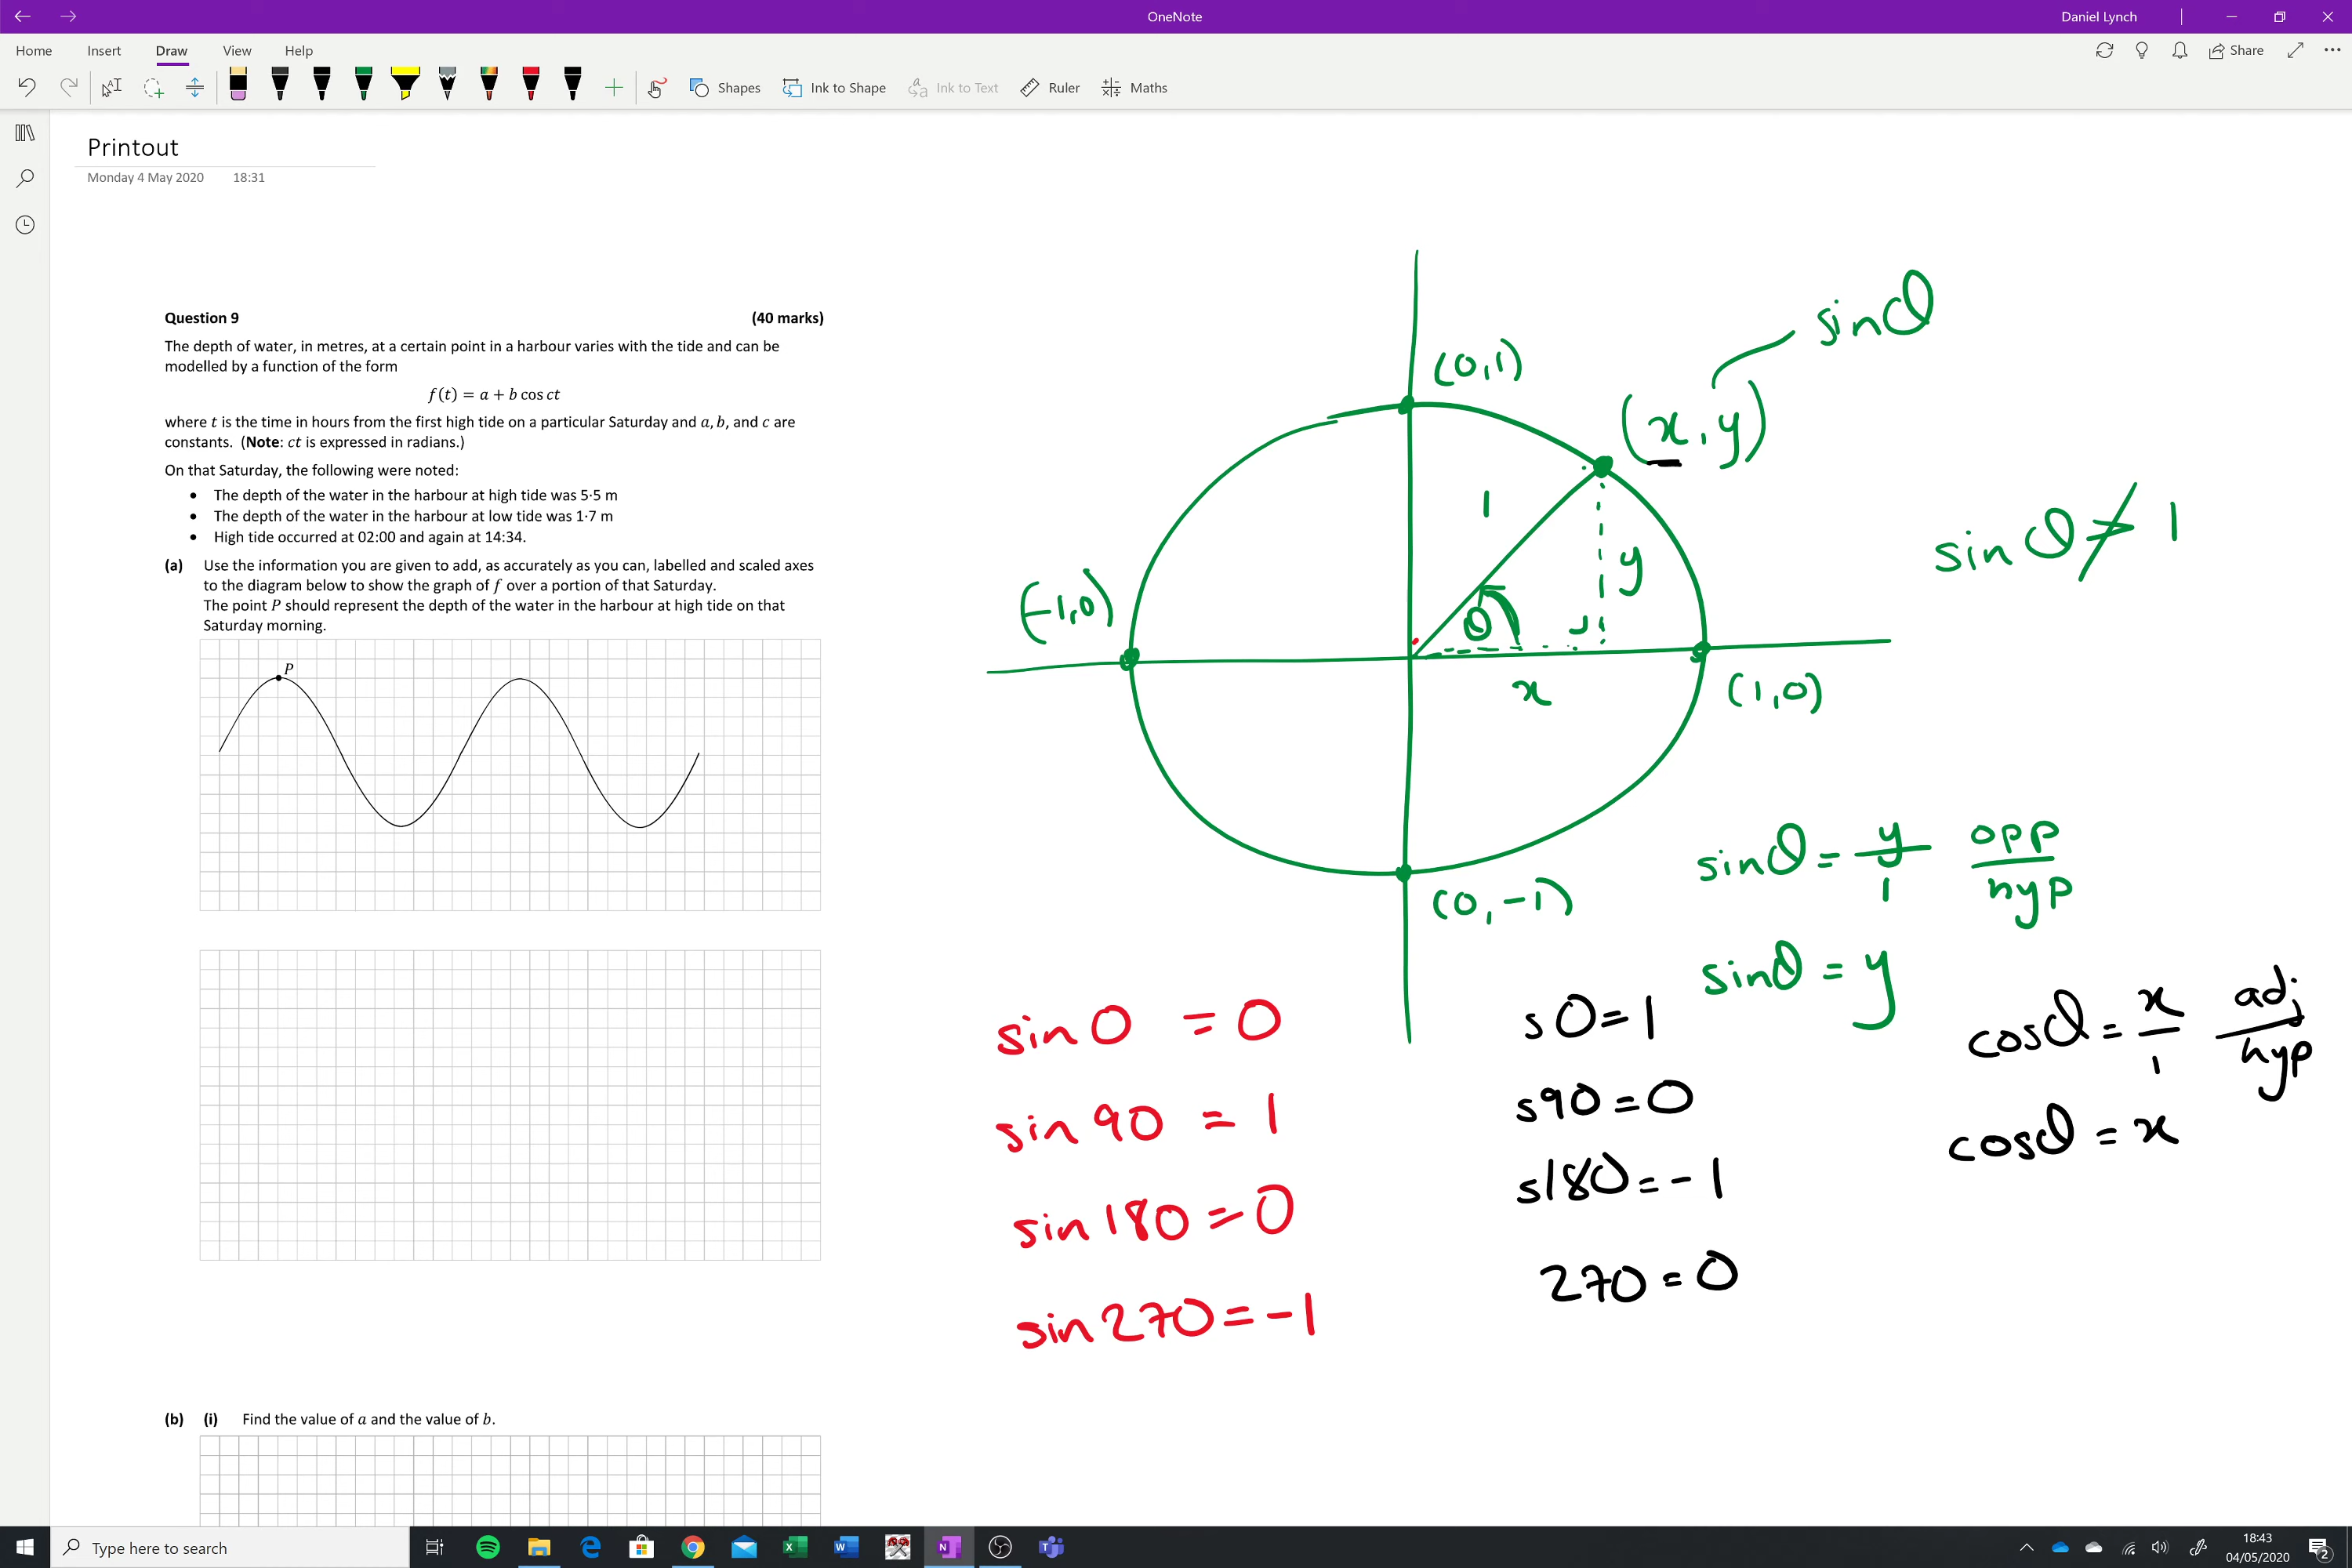 OneNote
Daniel Lynch
Home Insert Draw View Help
Share
Shapes Ink to Shape Ink to Text Ruler Maths
Printout
Monday 4 May 2020 18:31
Question 9 (40 marks)
The depth of water, in metres, at a certain point in a harbour varies with the tide and can be
modelled by a function of the form
f(t) = a + b cos ct
where t is the time in hours from the first high tide on a particular Saturday and a, b, and c are
constants. (Note: ct is expressed in radians.)
On that Saturday, the following were noted:
• The depth of the water in the harbour at high tide was 5·5 m
• The depth of the water in the harbour at low tide was 1·7 m
• High tide occurred at 02:00 and again at 14:34.
(a) Use the information you are given to add, as accurately as you can, labelled and scaled axes
to the diagram below to show the graph of f over a portion of that Saturday.
The point P should represent the depth of the water in the harbour at high tide on that
Saturday morning.
P
(b) (i) Find the value of a and the value of b.
sinθ
(0,1)
(x,y)
1
y
sinθ ≯ 1
(-1,0)
θ
x
(1,0)
(0,-1)
sinθ = y/1 opp/hyp
sinθ = y
sin 0 = 0
sin 90 = 1
sin 180 = 0
sin 270 = -1
s 0 = 1
s 90 = 0
s 180 = -1
270 = 0
cosθ = x/1 adj/hyp
cosθ = x
Type here to search
18:43
04/05/2020
2